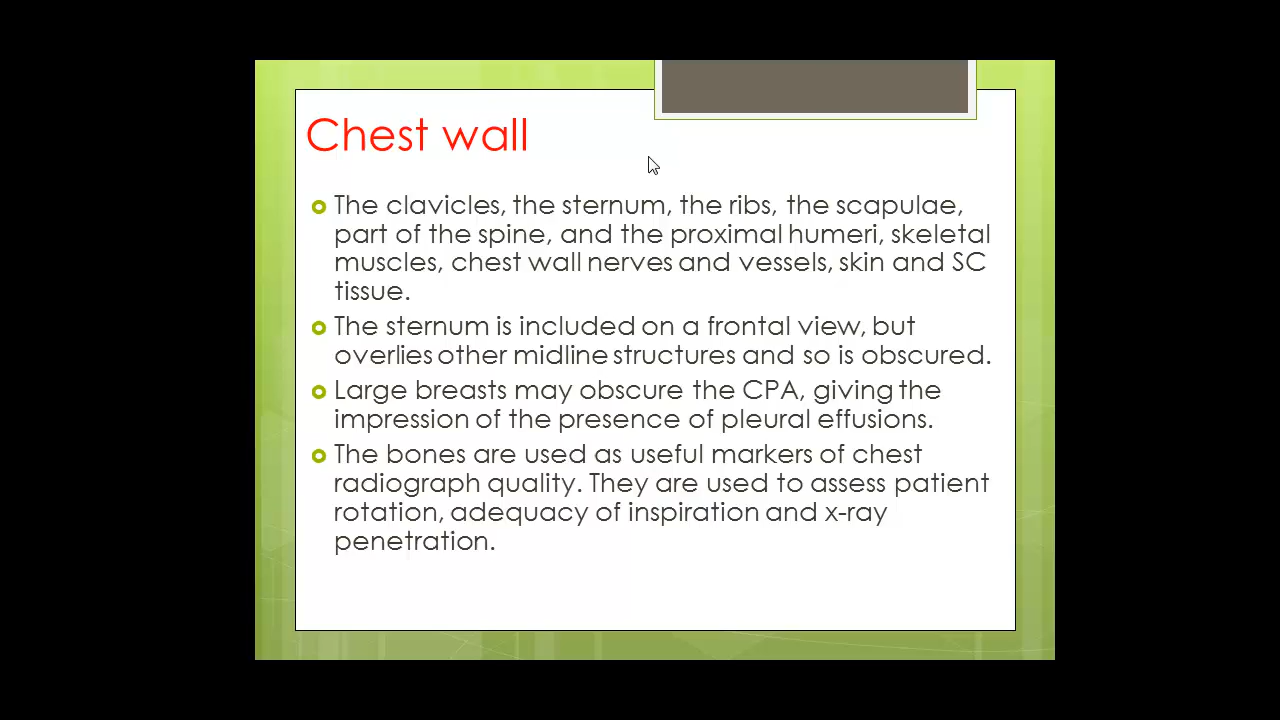 Chest wall
The clavicles, the sternum, the ribs, the scapulae,
part of the spine, and the proximal humeri, skeletal
muscles, chest wall nerves and vessels, skin and SC
tissue.
The sternum is included on a frontal view, but
overlies other midline structures and so is obscured.
Large breasts may obscure the CPA, giving the
impression of the presence of pleural effusions.
The bones are used as useful markers of chest
radiograph quality. They are used to assess patient
rotation, adequacy of inspiration and x-ray
penetration.